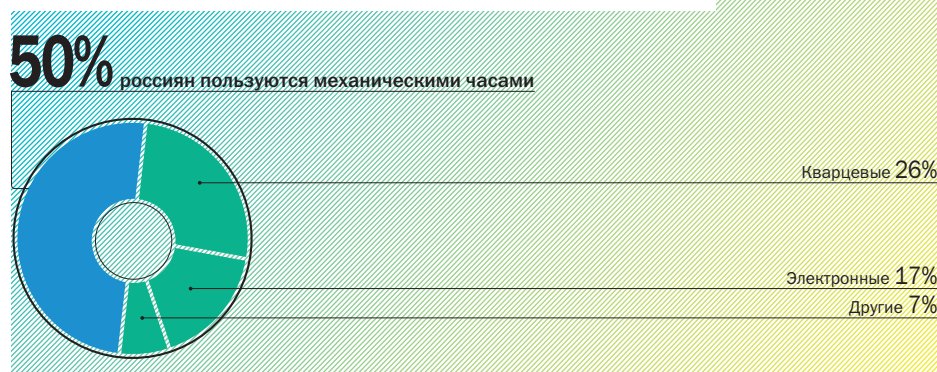 50% россиян пользуются механическими часами
Кварцевые 26%
Электронные 17%
Другие 7%